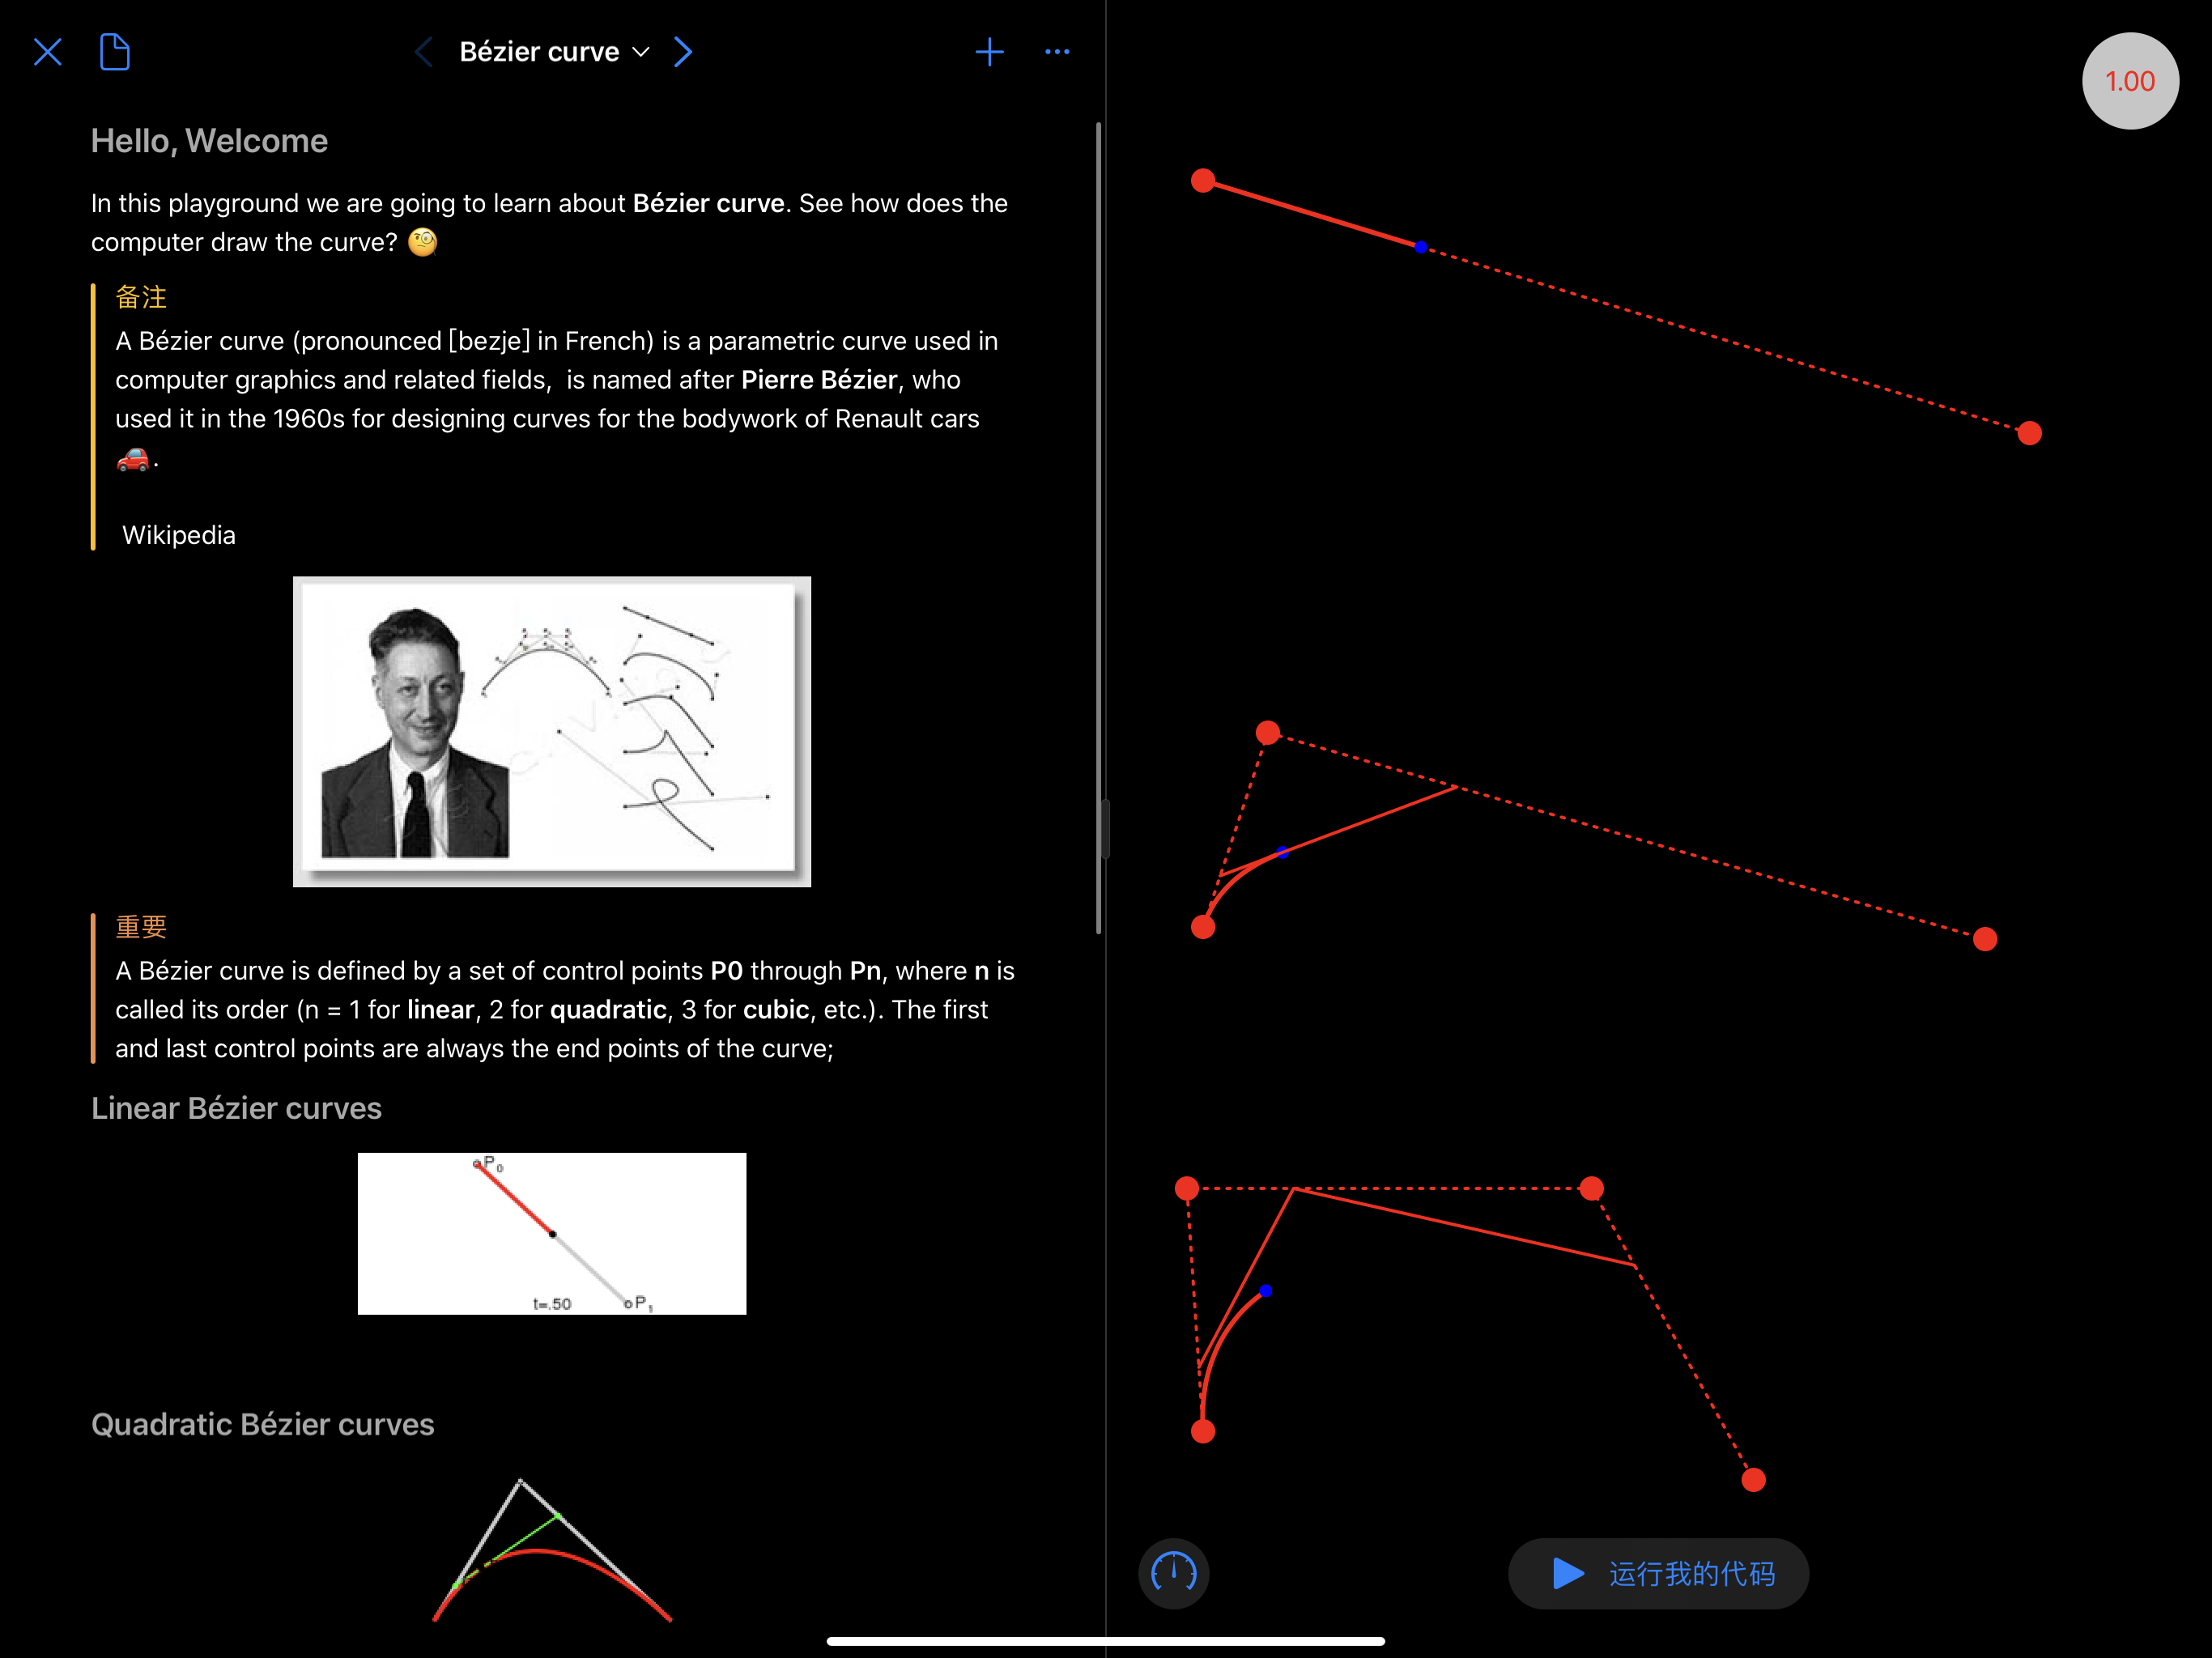 Bézier curve
1.00
Hello, Welcome
In this playground we are going to learn about Bézier curve. See how does the
computer draw the curve? 🧐
备注
A Bézier curve (pronounced [bezje] in French) is a parametric curve used in
computer graphics and related fields,  is named after Pierre Bézier, who
used it in the 1960s for designing curves for the bodywork of Renault cars
🚗.
Wikipedia
重要
A Bézier curve is defined by a set of control points P0 through Pn, where n is
called its order (n = 1 for linear, 2 for quadratic, 3 for cubic, etc.). The first
and last control points are always the end points of the curve;
Linear Bézier curves
P0
t=.50
P1
Quadratic Bézier curves
运行我的代码